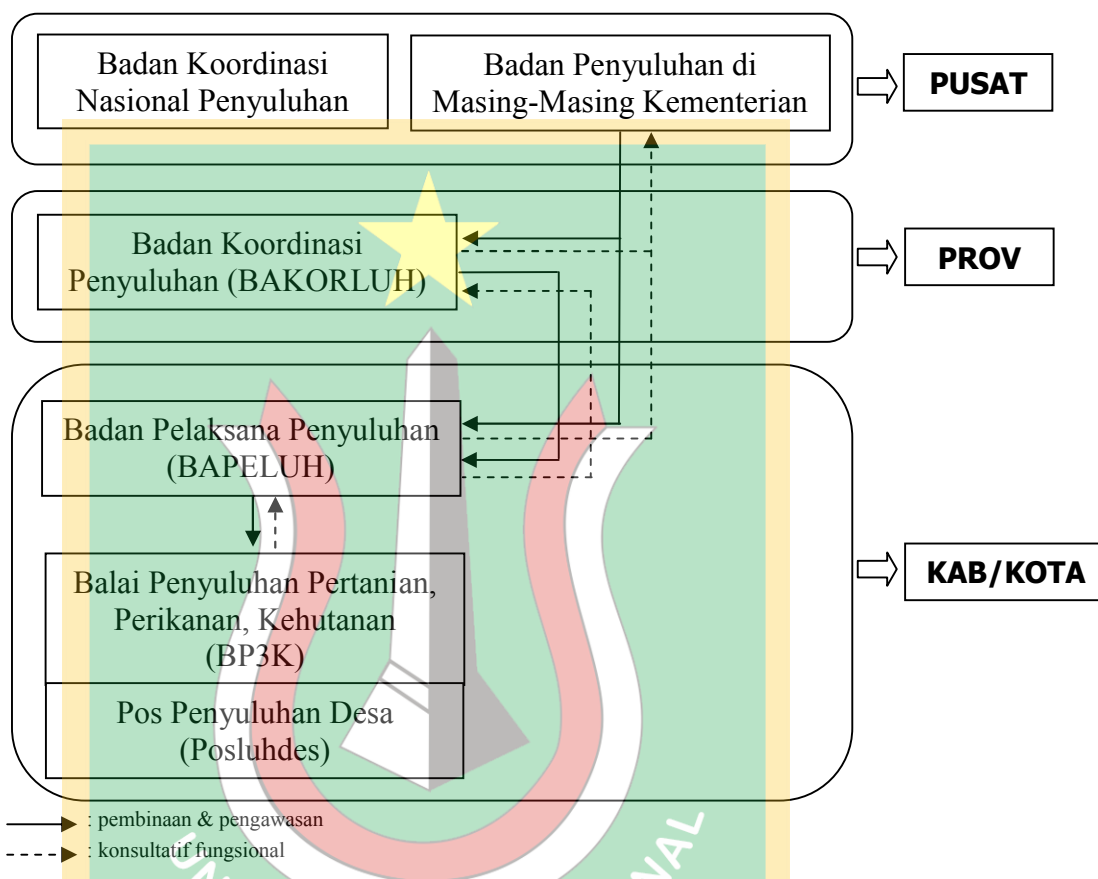 Badan Koordinasi
Nasional Penyuluhan
Badan Penyuluhan di
Masing-Masing Kementerian
PUSAT
Badan Koordinasi
Penyuluhan (BAKORLUH)
PROV
Badan Pelaksana Penyuluhan
(BAPELUH)
Balai Penyuluhan Pertanian,
Perikanan, Kehutanan
(BP3K)
KAB/KOTA
Pos Penyuluhan Desa
(Posluhdes)
: pembinaan & pengawasan
: konsultatif fungsional